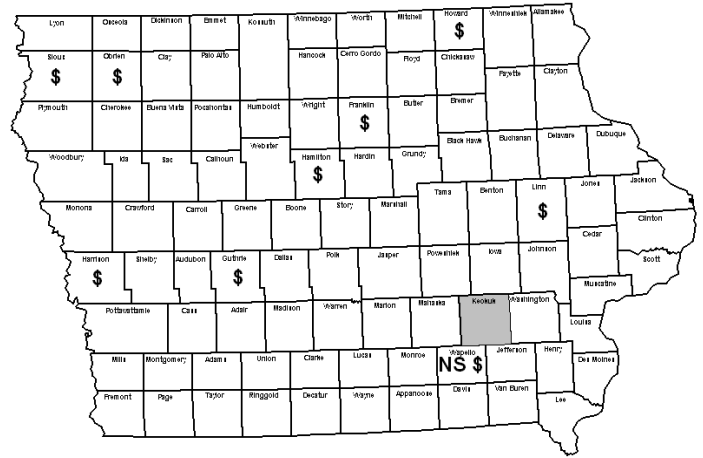 Lyon Osceola Dickinson Emmet Kossuth Winnebago Worth Mitchell Howard Winneshiek Allamakee
$
Sioux Obrien Clay Palo Alto Hancock Cerro Gordo Floyd Chickasaw
$ $
Fayette Clayton
Plymouth Cherokee Buena Vista Pocahontas Humboldt Wright Franklin Butler Bremer
$
Webster Black Hawk Buchanan Delaware Dubuque
Woodbury Ida Sac Calhoun Hamilton Hardin Grundy
$
Tama Benton Linn Jones Jackson
$
Monona Crawford Carroll Greene Boone Story Marshall
Clinton
Cedar
Harrison Shelby Audubon Guthrie Dallas Polk Jasper Poweshiek Iowa Johnson Scott
$ $
Muscatine
Pottawattamie Cass Adair Madison Warren Marion Mahaska Keokuk Washington
Louisa
Mills Montgomery Adams Union Clarke Lucas Monroe Wapello Jefferson Henry Des Moines
NS $
Fremont Page Taylor Ringgold Decatur Wayne Appanoose Davis Van Buren Lee